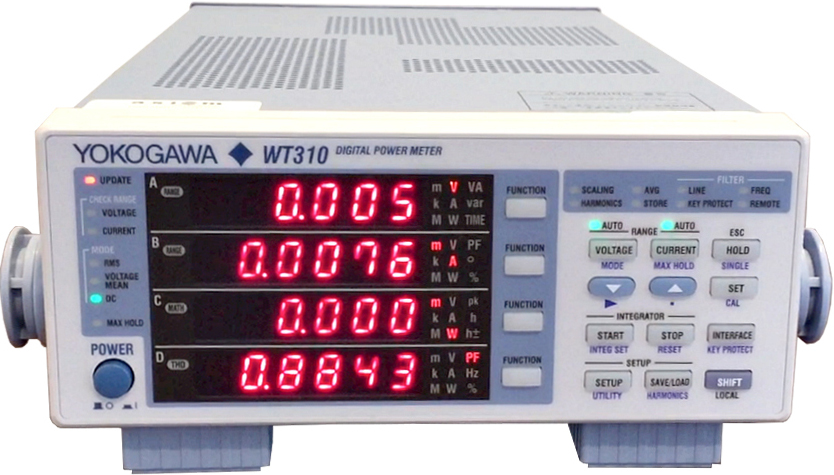 YOKOGAWA WT310 DIGITAL POWER METER
UPDATE
CHECK RANGE
VOLTAGE
CURRENT
MODE
RMS
VOLTAGE MEAN
DC
MAX HOLD
POWER
A RANGE 0.005 m V VA
k A var
M W TIME
B RANGE 0.0076 m V PF
k A °
M W %
C MATH 0.000 m V pk
k A h
M W h±
D THD 0.8843 m V PF
k A Hz
M W %
FUNCTION
FUNCTION
FUNCTION
FUNCTION
FILTER
SCALING AVG LINE FREQ
HARMONICS STORE KEY PROTECT REMOTE
AUTO AUTO
RANGE ESC
VOLTAGE CURRENT HOLD
MODE MAX HOLD SINGLE
SET
CAL
INTEGRATOR
START STOP INTERFACE
INTEG SET RESET KEY PROTECT
SETUP
SETUP SAVE/LOAD SHIFT
UTILITY HARMONICS LOCAL